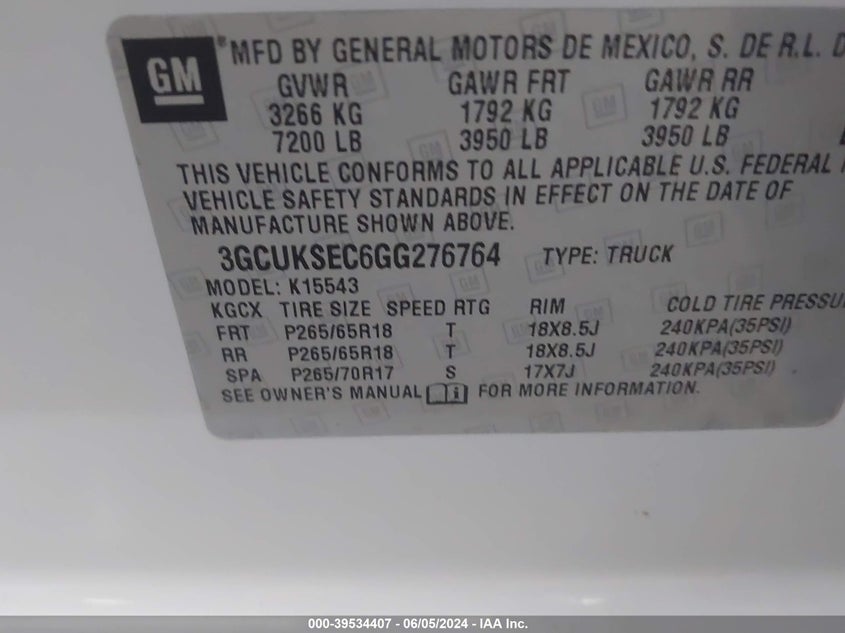 GM
®MFD BY GENERAL MOTORS DE MEXICO, S. DE R.L. D
GVWR GAWR FRT GAWR RR
3266 KG 1792 KG 1792 KG
7200 LB 3950 LB 3950 LB
THIS VEHICLE CONFORMS TO ALL APPLICABLE U.S. FEDERAL
VEHICLE SAFETY STANDARDS IN EFFECT ON THE DATE OF
MANUFACTURE SHOWN ABOVE.
3GCUKSEC6GG276764 TYPE: TRUCK
MODEL: K15543
KGCX TIRE SIZE SPEED RTG RIM COLD TIRE PRESSU
FRT P265/65R18 T 18X8.5J 240KPA(35PSI)
RR P265/65R18 T 18X8.5J 240KPA(35PSI)
SPA P265/70R17 S 17X7J 240KPA(35PSI)
SEE OWNER'S MANUAL i FOR MORE INFORMATION.
000-39534407 - 06/05/2024 - IAA Inc.